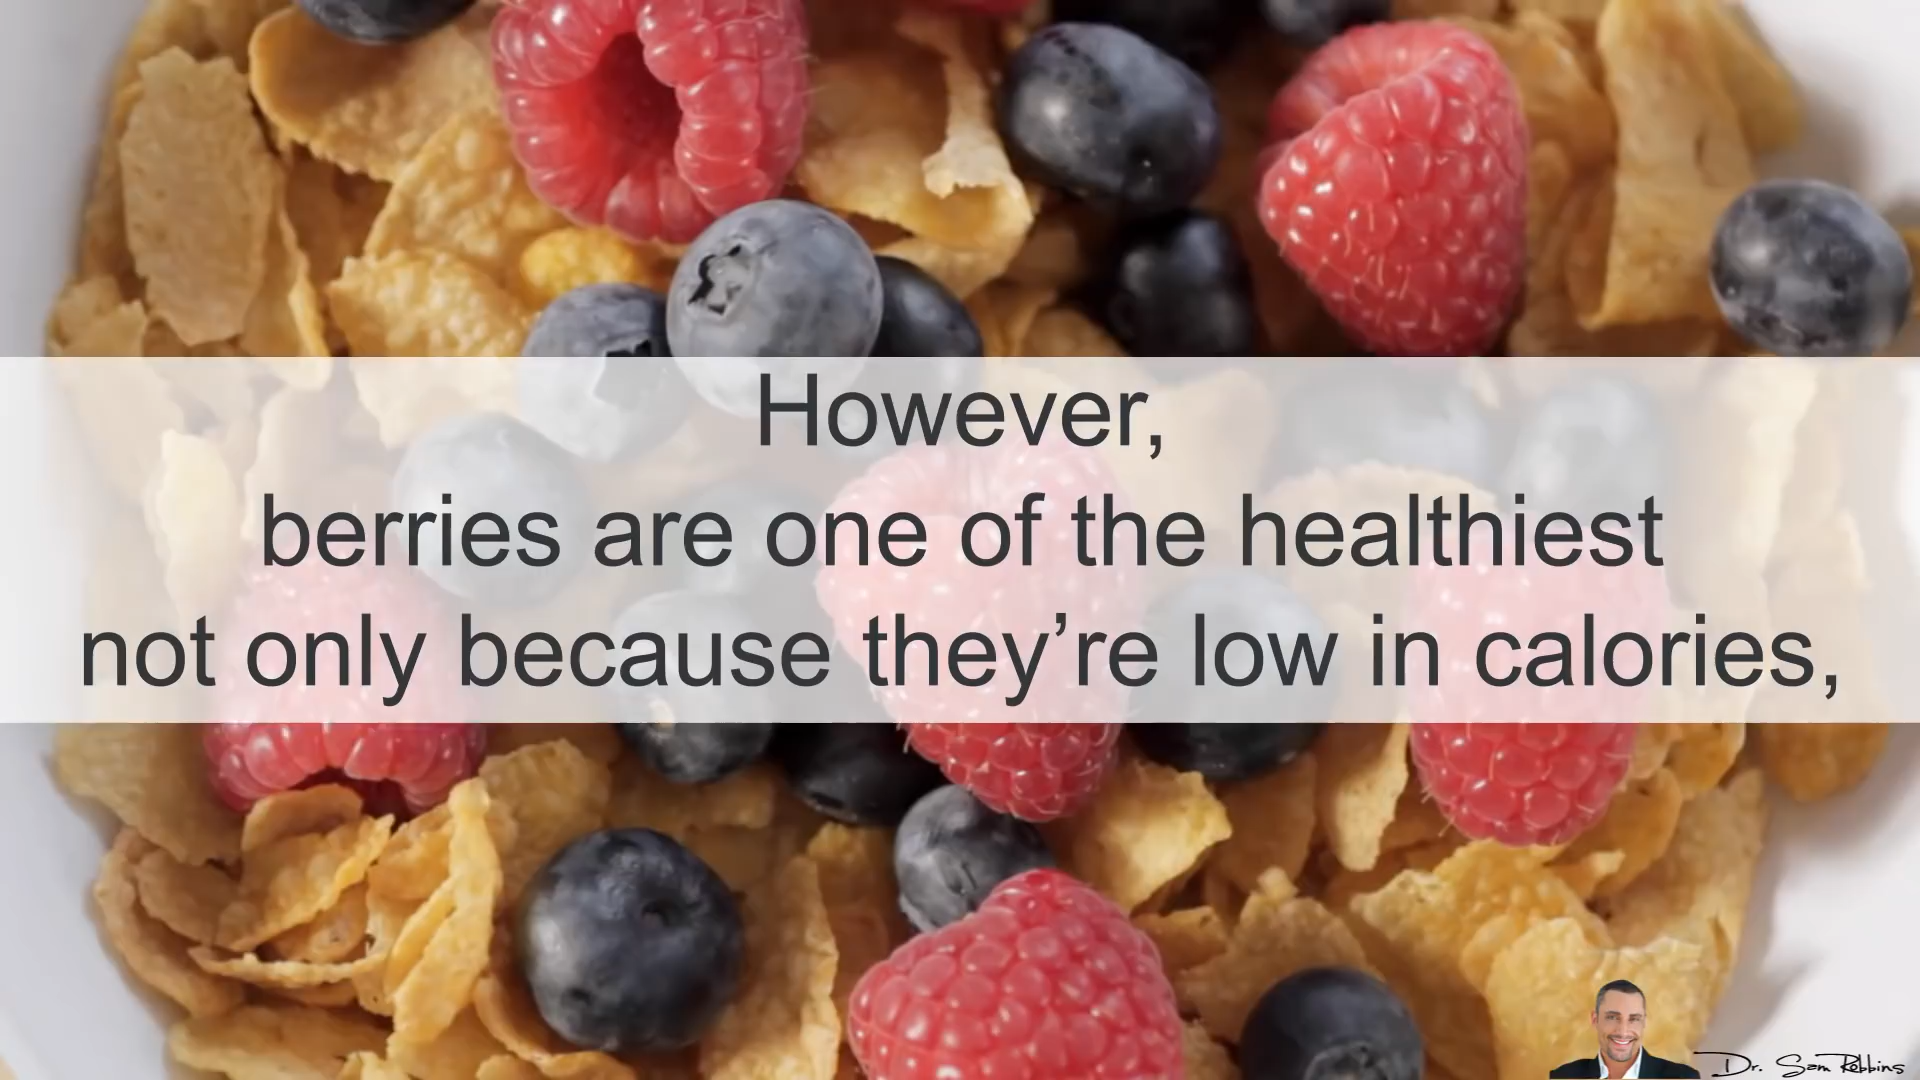 However,
berries are one of the healthiest
not only because they’re low in calories,
Dr. Sam Robbins